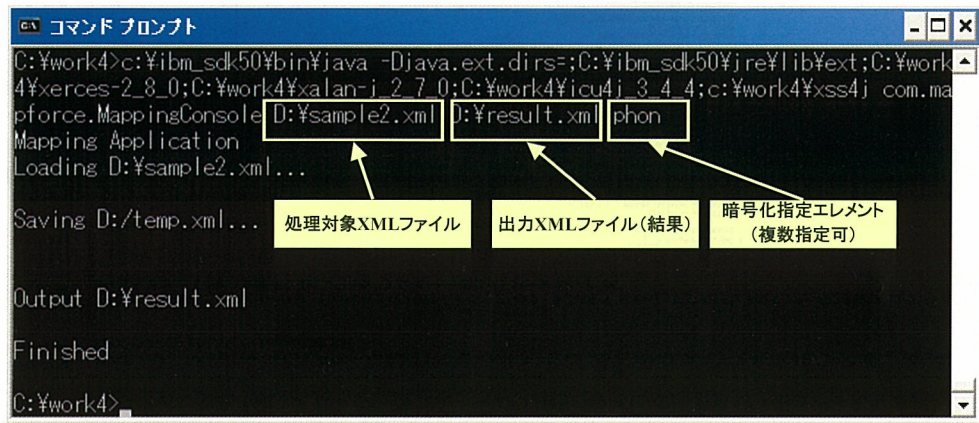 コマンド プロンプト
C:¥work4>c:¥ibm_sdk50¥bin¥java -Djava.ext.dirs=;C:¥ibm_sdk50¥jre¥lib¥ext;C:¥work
4¥xerces-2_8_0;C:¥work4¥xalan-j_2_7_0;C:¥work4¥icu4j_3_4_4;c:¥work4¥xss4j com.ma
pforce.MappingConsole D:¥sample2.xml D:¥result.xml phon
Mapping Application
Loading D:¥sample2.xml...
Saving D:/temp.xml...
処理対象XMLファイル
出力XMLファイル(結果)
暗号化指定エレメント
(複数指定可)
Output D:¥result.xml
Finished
C:¥work4>